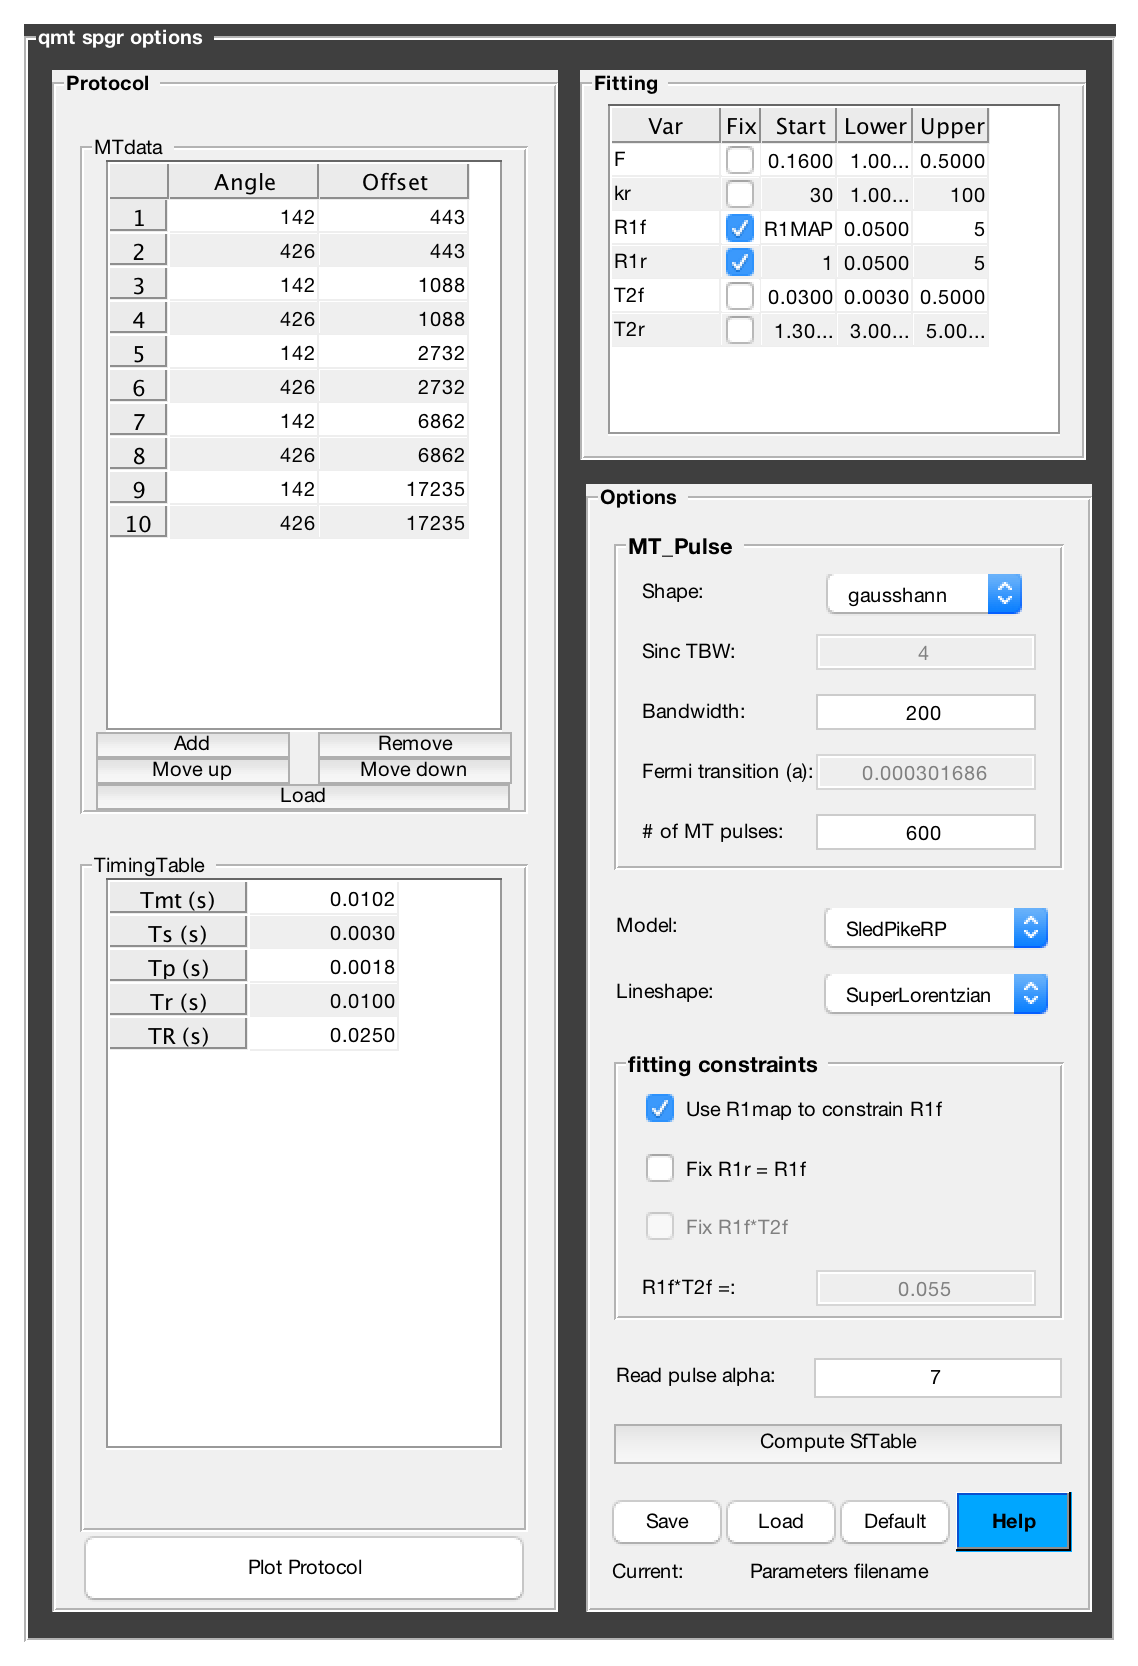 qmt spgr options
Protocol
MTdata
Angle Offset
1 142 443
2 426 443
3 142 1088
4 426 1088
5 142 2732
6 426 2732
7 142 6862
8 426 6862
9 142 17235
10 426 17235
Add Remove
Move up Move down
Load
TimingTable
Tmt (s) 0.0102
Ts (s) 0.0030
Tp (s) 0.0018
Tr (s) 0.0100
TR (s) 0.0250
Plot Protocol
Fitting
Var Fix Start Lower Upper
F 0.1600 1.00... 0.5000
kr 30 1.00... 100
R1f R1MAP 0.0500 5
R1r 1 0.0500 5
T2f 0.0300 0.0030 0.5000
T2r 1.30... 3.00... 5.00...
Options
MT_Pulse
Shape: gausshann
Sinc TBW: 4
Bandwidth: 200
Fermi transition (a): 0.000301686
# of MT pulses: 600
Model: SledPikeRP
Lineshape: SuperLorentzian
fitting constraints
Use R1map to constrain R1f
Fix R1r = R1f
Fix R1f*T2f
R1f*T2f =: 0.055
Read pulse alpha: 7
Compute SfTable
Save Load Default Help
Current: Parameters filename